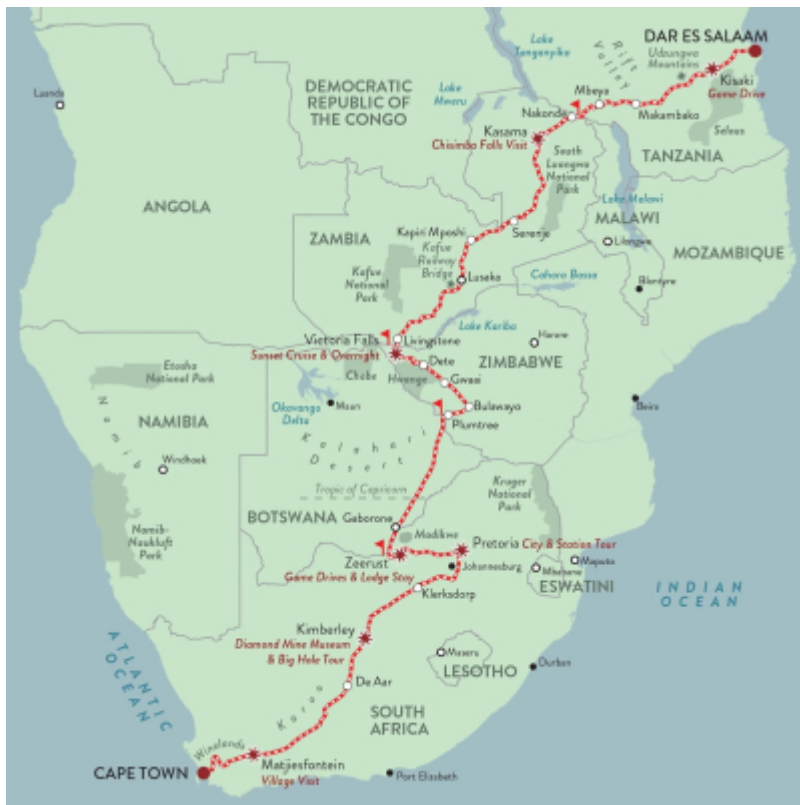 DAR ES SALAAM
Lake
Tanganyika
Rift
Valley
Udzungwa
Mountains
Kisaki
Game Drive
Luanda
DEMOCRATIC
REPUBLIC OF
THE CONGO
Lake
Mweru
Mbeya
Nakonde
Makambako
Selous
Kasama
Chisimba Falls Visit
TANZANIA
South
Luangwa
National
Park
Lake Malawi
ANGOLA
MALAWI
ZAMBIA
Kapiri Mposhi
Serenje
Lilongwe
MOZAMBIQUE
Kafue
Railway
Bridge
Kafue
National
Park
Lusaka
Cahora Bassa
Blantyre
Victoria Falls
Livingstone
Lake Kariba
Harare
Sunset Cruise & Overnight
Dete
ZIMBABWE
Etosha
National Park
Chobe
Hwange
Gwaai
Okavango
Delta
Maun
Bulawayo
Beira
NAMIBIA
Namib
Plumtree
Kalahari
Desert
Windhoek
Tropic of Capricorn
Kruger
National
Park
BOTSWANA
Gaborone
Madikwe
Namib-
Naukluft
Park
Zeerust
Pretoria City & Station Tour
Game Drives & Lodge Stay
Johannesburg
Mbabane
Maputo
ESWATINI
Klerksdorp
INDIAN
OCEAN
Kimberley
Diamond Mine Museum
& Big Hole Tour
ATLANTIC
OCEAN
Maseru
LESOTHO
Durban
De Aar
Karoo
SOUTH
AFRICA
Winelands
CAPE TOWN
Matjiesfontein
Village Visit
Port Elizabeth